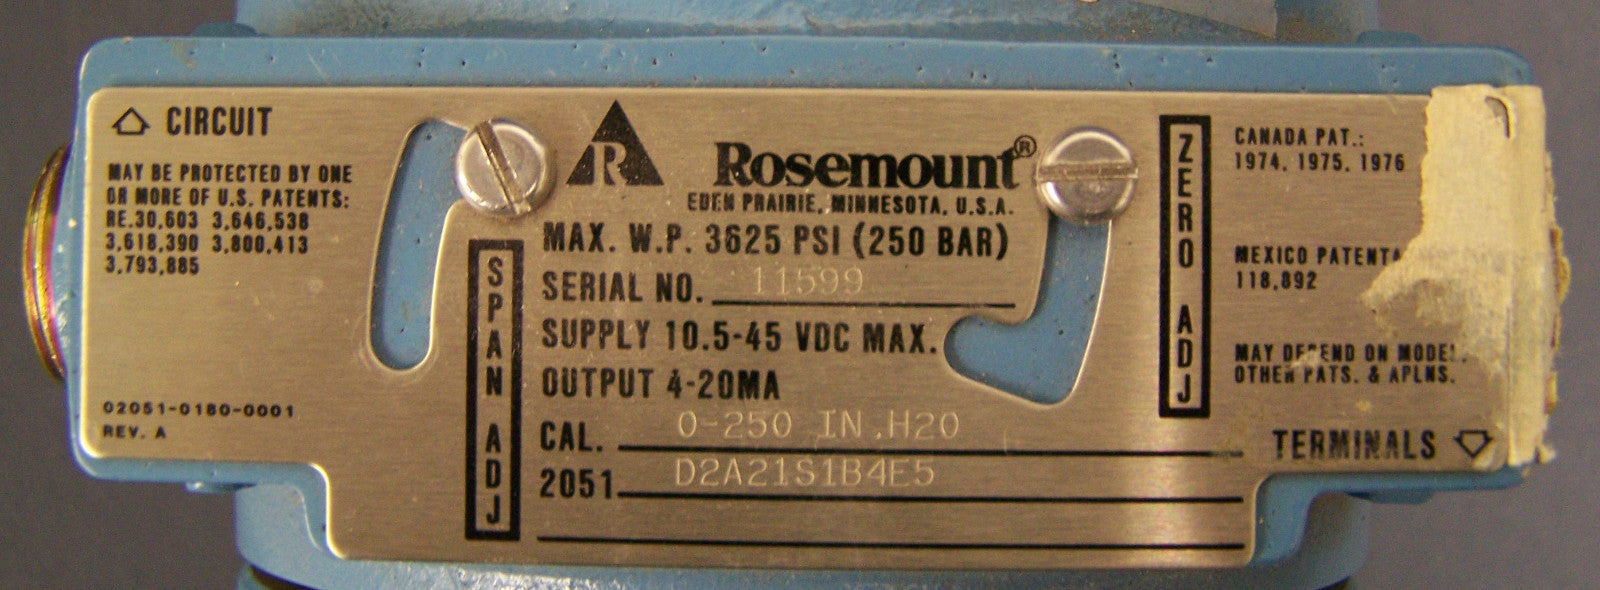 CIRCUIT
MAY BE PROTECTED BY ONE
OR MORE OF U.S. PATENTS:
RE.30,603 3,646,538
3,618,390 3,800,413
3,793,885
02051-0180-0001
REV. A
SPAN ADJ
R
Rosemount®
EDEN PRAIRIE, MINNESOTA, U.S.A.
MAX. W.P. 3625 PSI (250 BAR)
SERIAL NO. 11599
SUPPLY 10.5-45 VDC MAX.
OUTPUT 4-20MA
CAL. 0-250 IN.H20
2051 D2A21S1B4E5
ZERO ADJ
CANADA PAT.:
1974, 1975, 1976
MEXICO
118,892
MAY DEPEND ON MODEL.
OTHER PATS. & APLNS.
TERMINALS